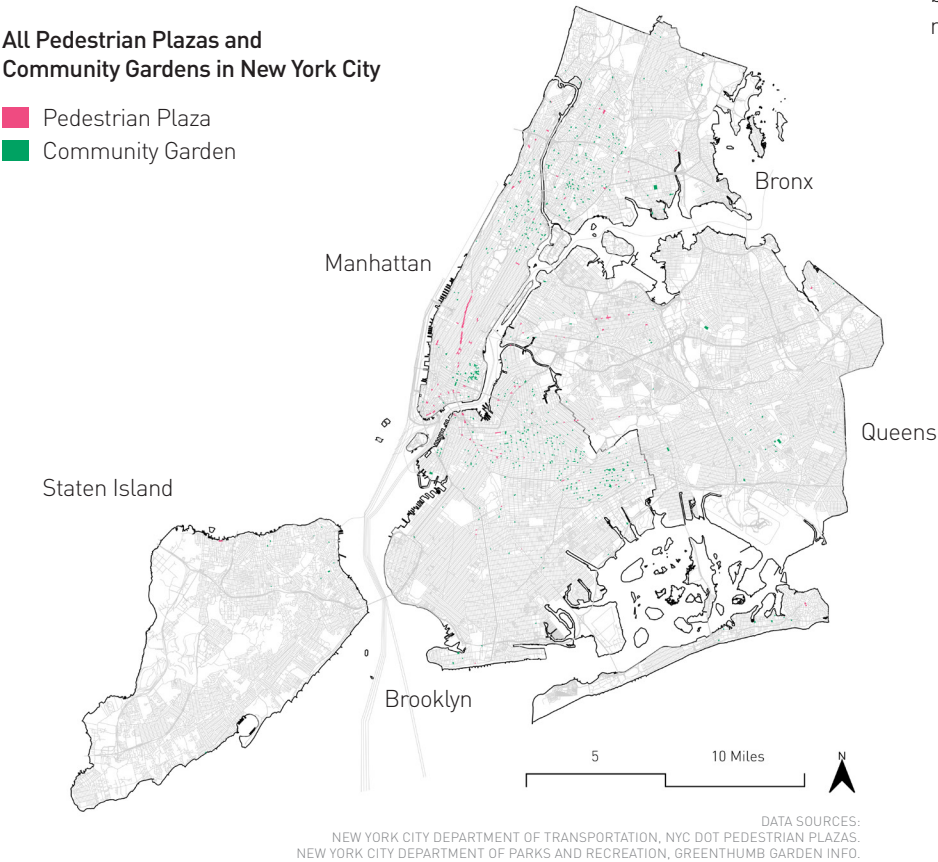 All Pedestrian Plazas and
Community Gardens in New York City
Pedestrian Plaza
Community Garden
Bronx
Manhattan
Queens
Staten Island
Brooklyn
5 10 Miles
N
DATA SOURCES:
NEW YORK CITY DEPARTMENT OF TRANSPORTATION, NYC DOT PEDESTRIAN PLAZAS.
NEW YORK CITY DEPARTMENT OF PARKS AND RECREATION, GREENTHUMB GARDEN INFO.